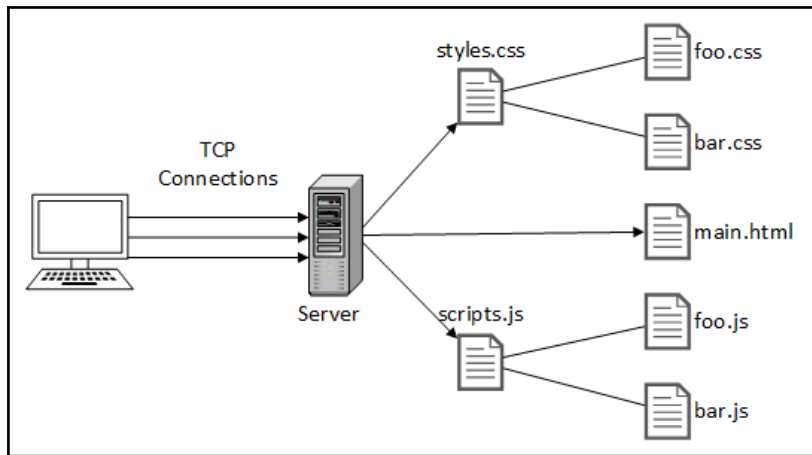 styles.css
foo.css
bar.css
TCP
Connections
main.html
Server
scripts.js
foo.js
bar.js